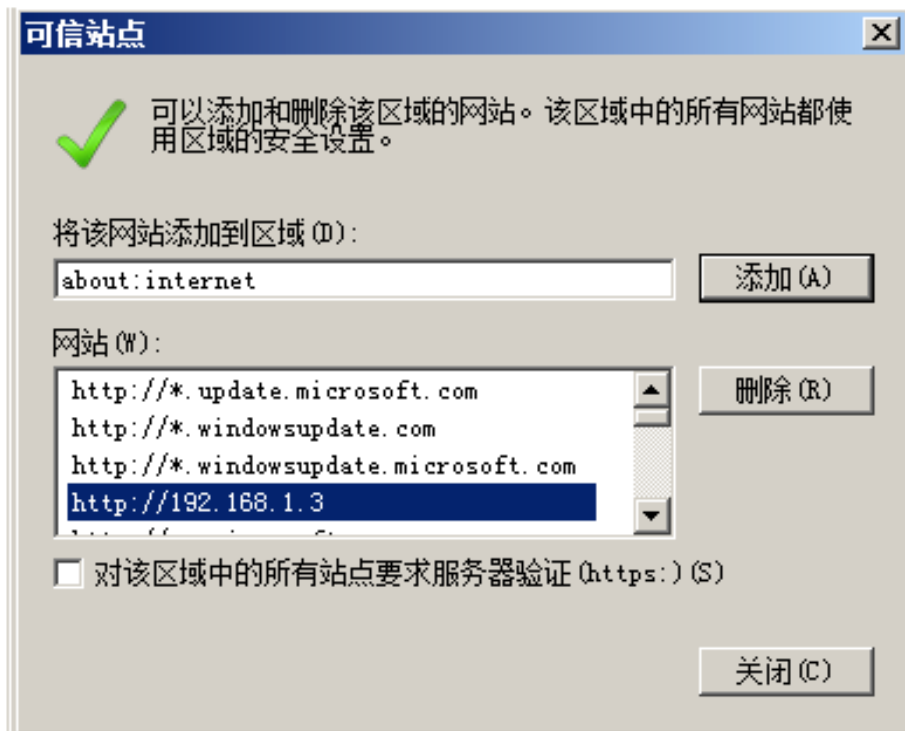 可信站点
可以添加和删除该区域的网站。该区域中的所有网站都使
用区域的安全设置。
将该网站添加到区域(D):
about:internet
添加(A)
网站(W):
http://*.update.microsoft.com
http://*.windowsupdate.com
http://*.windowsupdate.microsoft.com
http://192.168.1.3
删除(R)
对该区域中的所有站点要求服务器验证(https:)(S)
关闭(C)